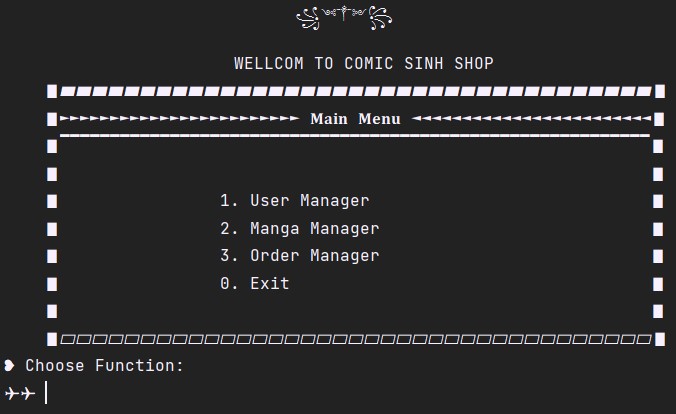 WELLCOM TO COMIC SINH SHOP
Main Menu
1. User Manager
2. Manga Manager
3. Order Manager
0. Exit
❥ Choose Function:
✈✈